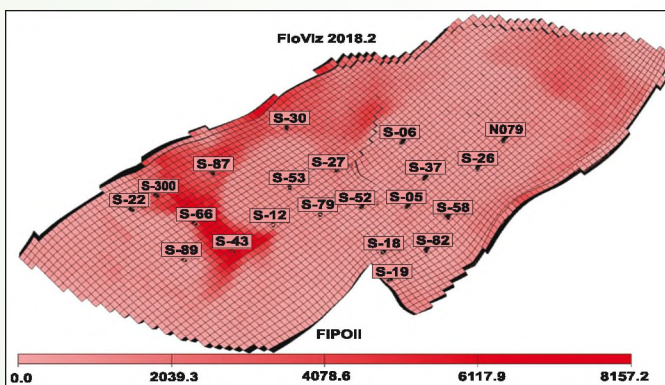 FloViz 2018.2
S-30
S-06
N079
S-87
S-27
S-26
S-37
S-300
S-53
S-22
S-79
S-52
S-05
S-58
S-66
S-12
S-43
S-89
S-18
S-82
S-19
FIPOIl
0.0
2039.3
4078.6
6117.9
8157.2